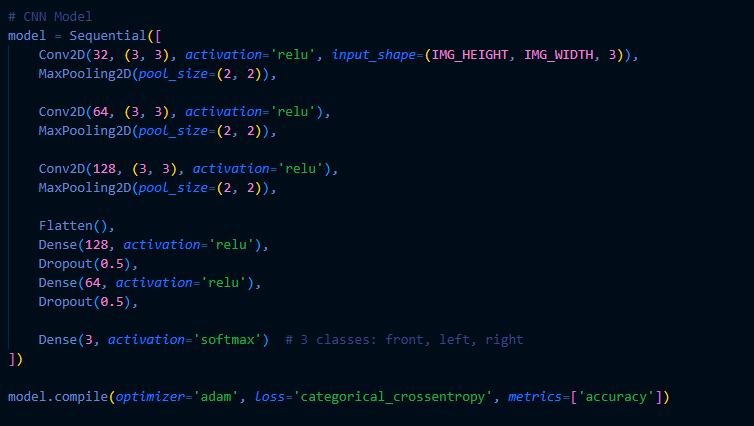 # CNN Model
model = Sequential([
    Conv2D(32, (3, 3), activation='relu', input_shape=(IMG_HEIGHT, IMG_WIDTH, 3)),
    MaxPooling2D(pool_size=(2, 2)),

    Conv2D(64, (3, 3), activation='relu'),
    MaxPooling2D(pool_size=(2, 2)),

    Conv2D(128, (3, 3), activation='relu'),
    MaxPooling2D(pool_size=(2, 2)),

    Flatten(),
    Dense(128, activation='relu'),
    Dropout(0.5),
    Dense(64, activation='relu'),
    Dropout(0.5),

    Dense(3, activation='softmax')  # 3 classes: front, left, right
])

model.compile(optimizer='adam', loss='categorical_crossentropy', metrics=['accuracy'])